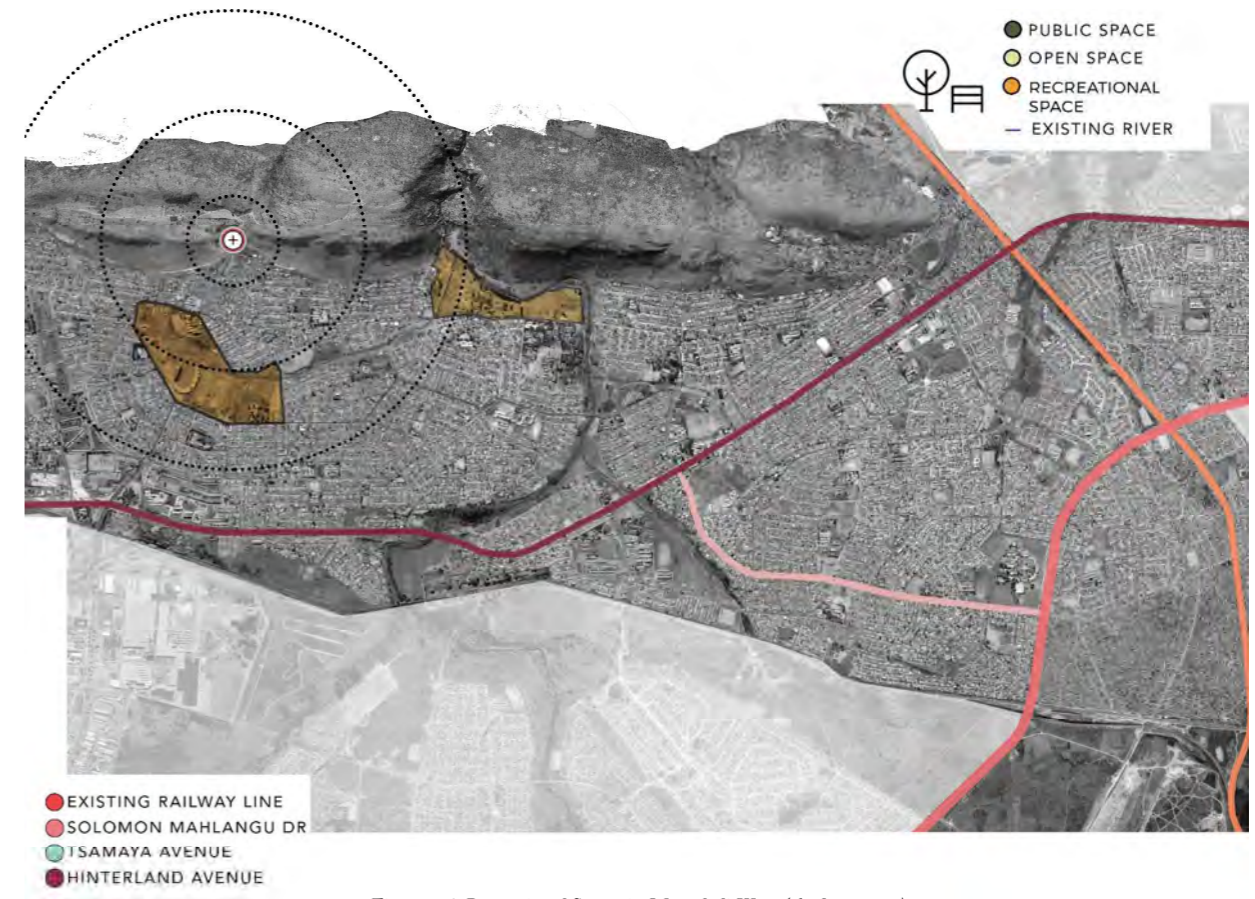 PUBLIC SPACE
OPEN SPACE
RECREATIONAL
SPACE
EXISTING RIVER
EXISTING RAILWAY LINE
SOLOMON MAHLANGU DR
TSAMAYA AVENUE
HINTERLAND AVENUE